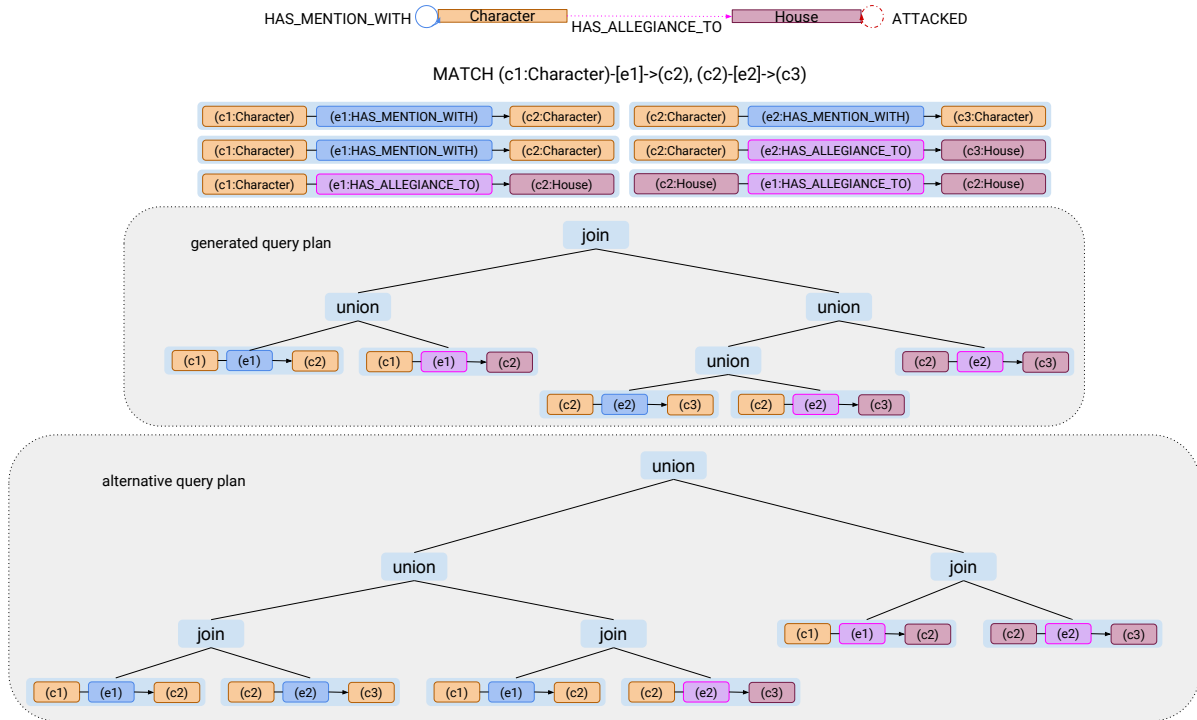 HAS_MENTION_WITH Character HAS_ALLEGIANCE_TO House ATTACKED
MATCH (c1:Character)-[e1]->(c2), (c2)-[e2]->(c3)
(c1:Character) (e1:HAS_MENTION_WITH) (c2:Character) (c2:Character) (e2:HAS_MENTION_WITH) (c3:Character)
(c1:Character) (e1:HAS_MENTION_WITH) (c2:Character) (c2:Character) (e2:HAS_ALLEGIANCE_TO) (c3:House)
(c1:Character) (e1:HAS_ALLEGIANCE_TO) (c2:House) (c2:House) (e1:HAS_ALLEGIANCE_TO) (c2:House)
generated query plan
join
union union
(c1) (e1) (c2) (c1) (e1) (c2) union (c2) (e2) (c3)
(c2) (e2) (c3) (c2) (e2) (c3)
alternative query plan
union
union join
join join (c1) (e1) (c2) (c2) (e2) (c3)
(c1) (e1) (c2) (c2) (e2) (c3) (c1) (e1) (c2) (c2) (e2) (c3)